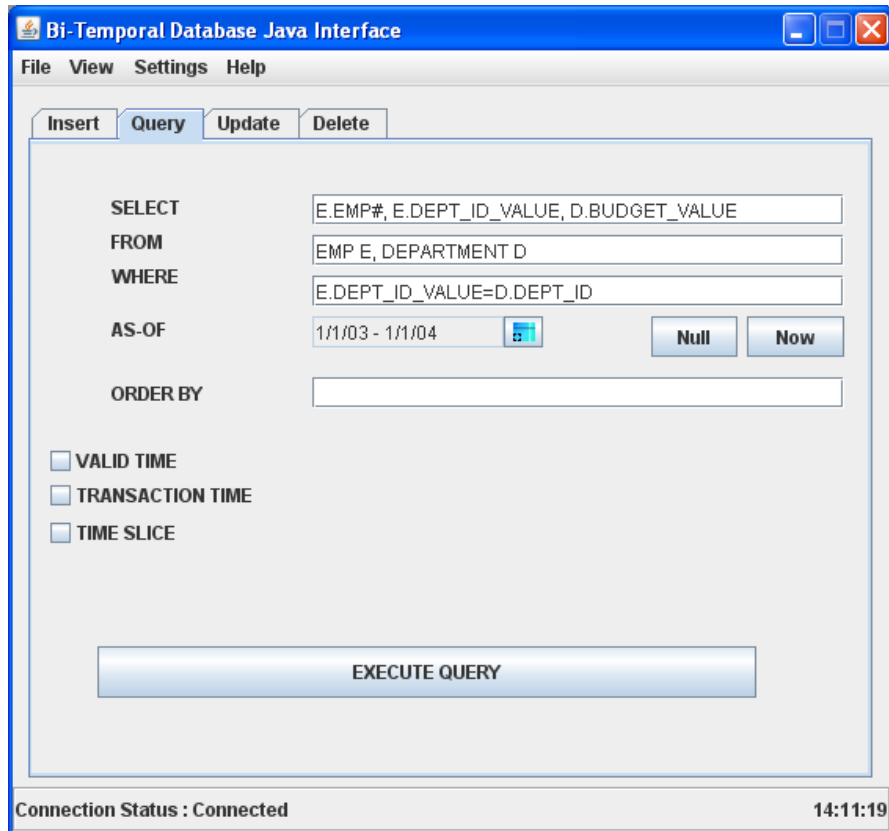 Bi-Temporal Database Java Interface
File View Settings Help
Insert Query Update Delete
SELECT E.EMP#, E.DEPT_ID_VALUE, D.BUDGET_VALUE
FROM EMP E, DEPARTMENT D
WHERE E.DEPT_ID_VALUE=D.DEPT_ID
AS-OF 1/1/03 - 1/1/04 Null Now
ORDER BY
VALID TIME
TRANSACTION TIME
TIME SLICE
EXECUTE QUERY
Connection Status : Connected 14:11:19